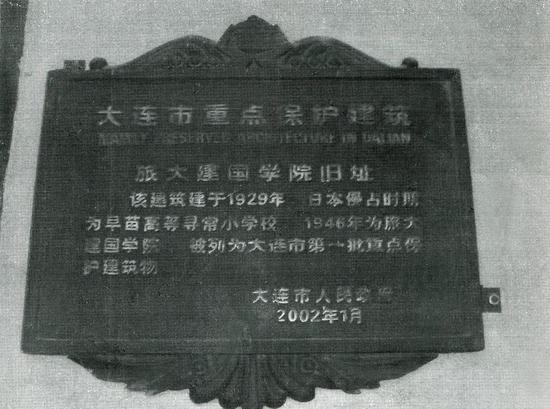 大连市重点保护建筑
MAINLY PRESERVED ARCHITECTURE IN DALIAN
旅大建国学院旧址
该建筑建于1929年 日本侵占时期
为早苗高等寻常小学校 1946年为旅大
建国学院 被列为大连市第一批重点保
护建筑物
大连市人民政府
2002年1月